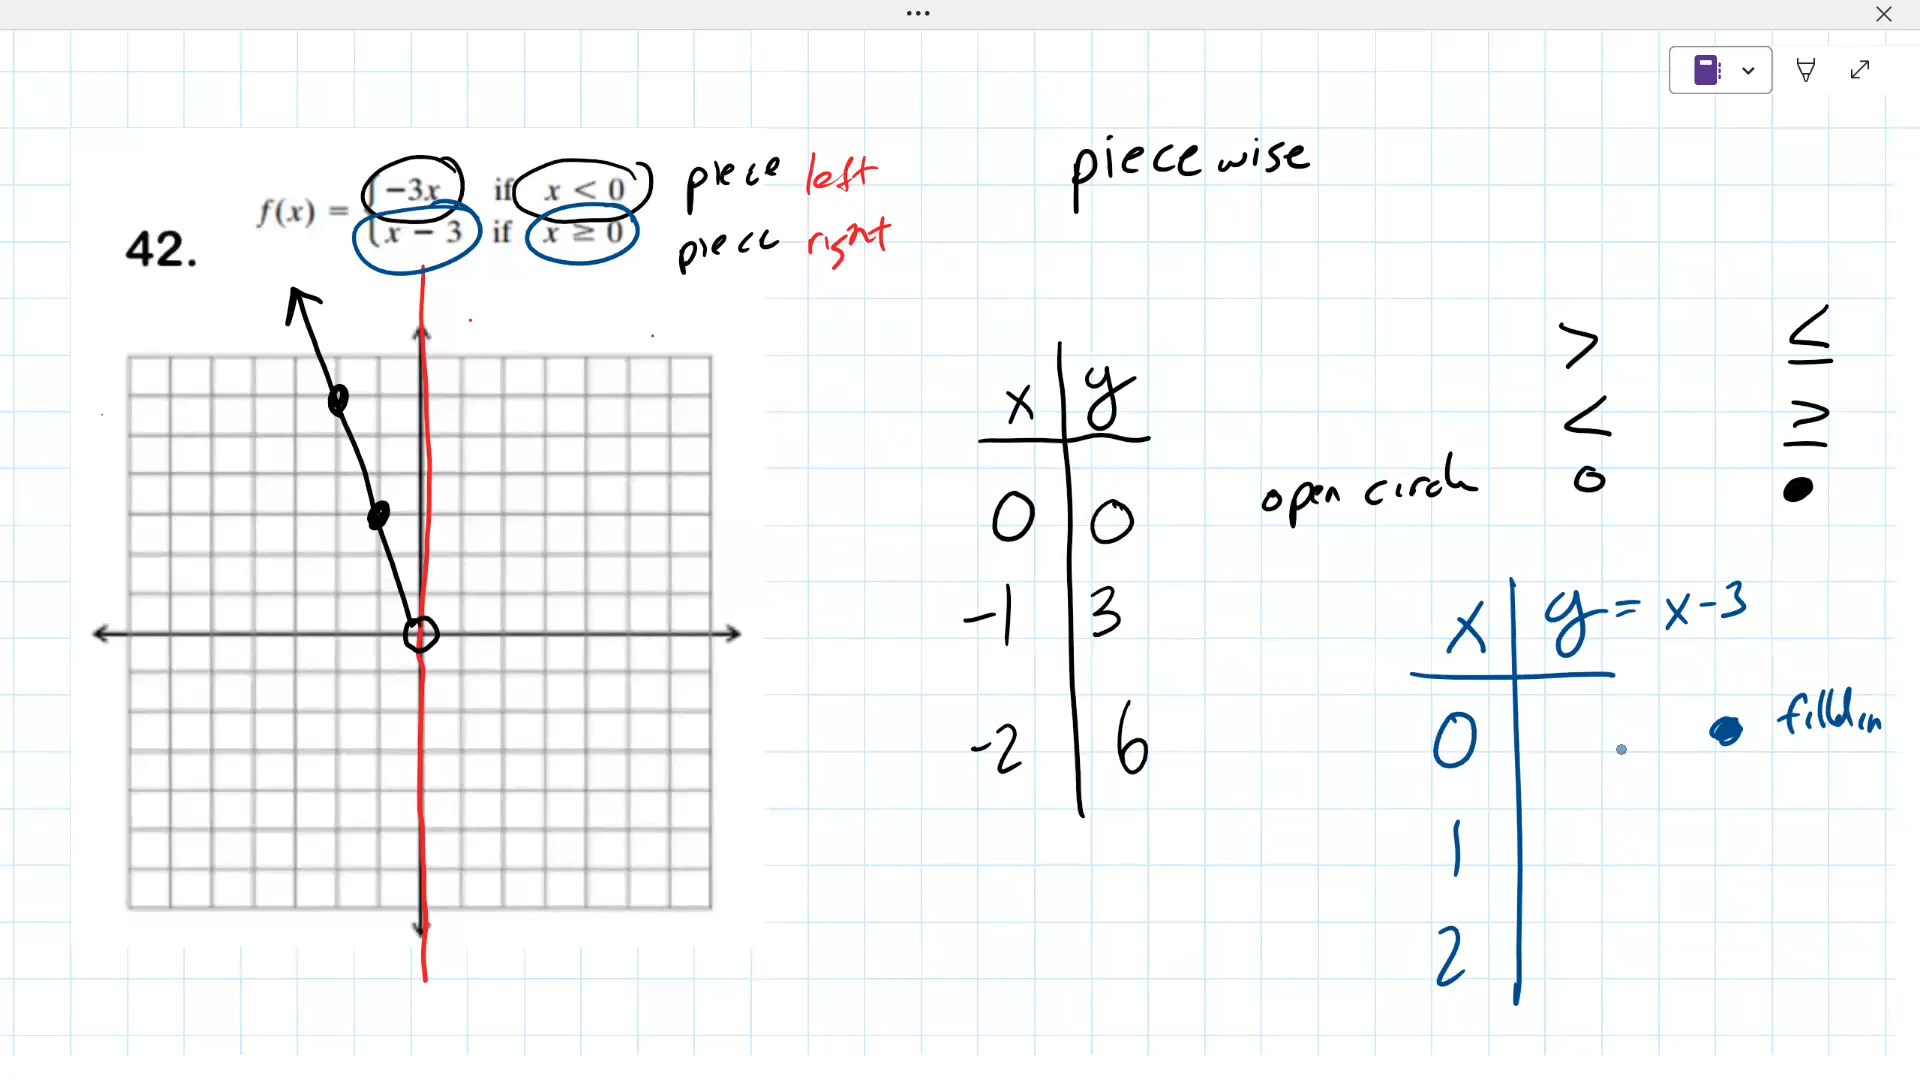 piecewise
42.
f(x) = { -3x if x < 0 piece left
x - 3 if x ≥ 0 piece right
x y
0 0
-1 3
-2 6
> ≤
< ≥
open circle
x y = x-3
0 filld in
1
2